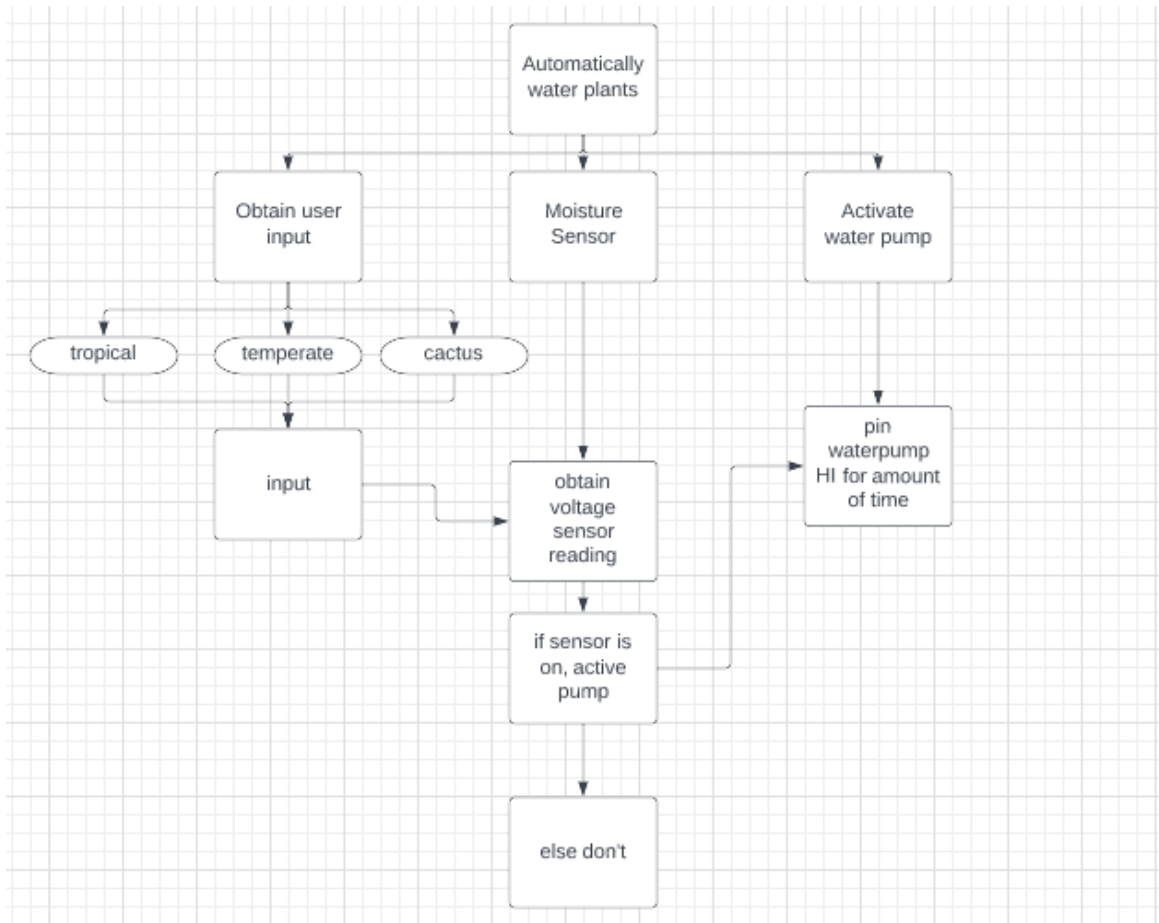 Automatically
water plants
Obtain user
input
Moisture
Sensor
Activate
water pump
tropical
temperate
cactus
input
obtain
voltage
sensor
reading
pin
waterpump
HI for amount
of time
if sensor is
on, active
pump
else don't